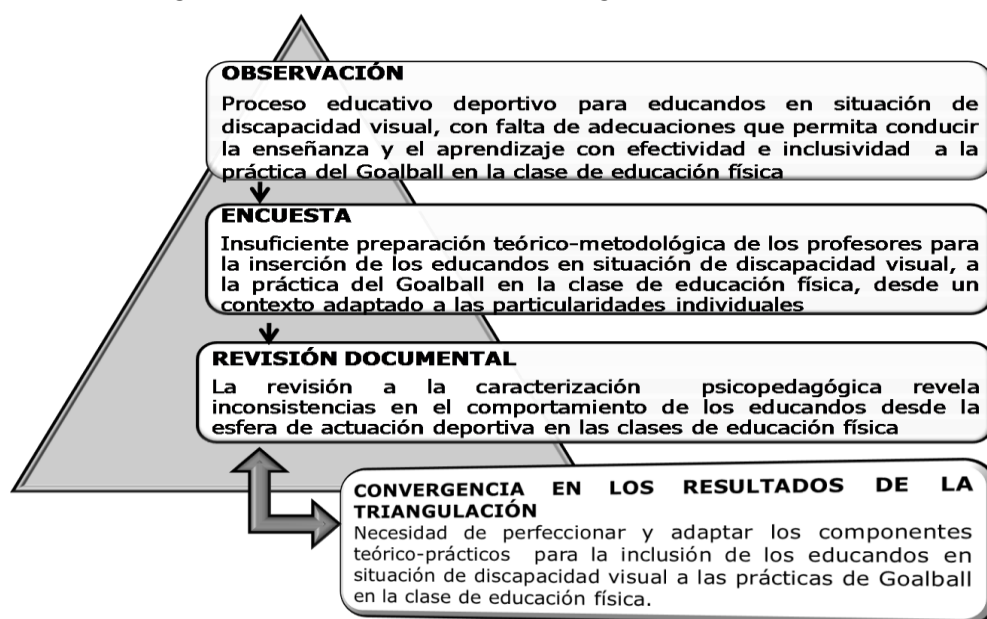 OBSERVACIÓN
Proceso educativo deportivo para educandos en situación de
discapacidad visual, con falta de adecuaciones que permita conducir
la enseñanza y el aprendizaje con efectividad e inclusividad a la
práctica del Goalball en la clase de educación física
ENCUESTA
Insuficiente preparación teórico-metodológica de los profesores para
la inserción de los educandos en situación de discapacidad visual, a
la práctica del Goalball en la clase de educación física, desde un
contexto adaptado a las particularidades individuales
REVISIÓN DOCUMENTAL
La revisión a la caracterización psicopedagógica revela
inconsistencias en el comportamiento de los educandos desde la
esfera de actuación deportiva en las clases de educación física
CONVERGENCIA EN LOS RESULTADOS DE LA
TRIANGULACIÓN
Necesidad de perfeccionar y adaptar los componentes
teórico-prácticos para la inclusión de los educandos en
situación de discapacidad visual a las prácticas de Goalball
en la clase de educación física.